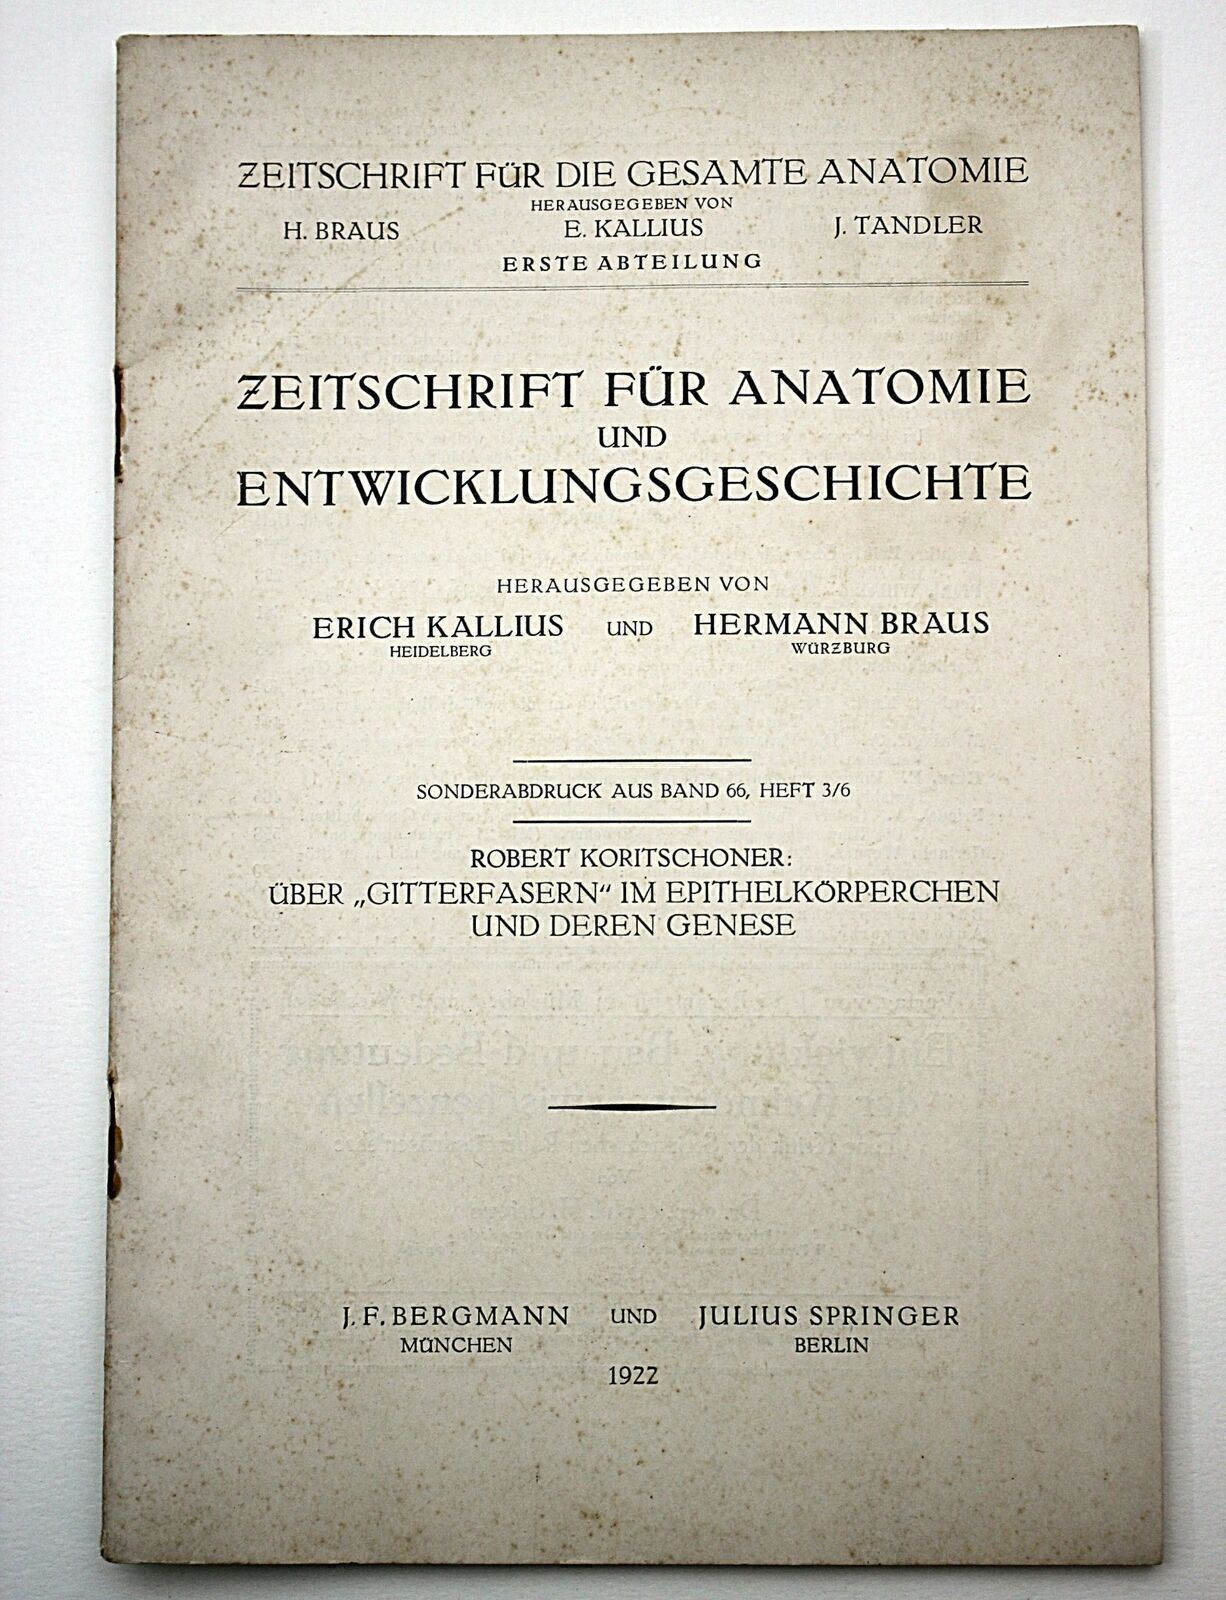 ZEITSCHRIFT FÜR DIE GESAMTE ANATOMIE
HERAUSGEGEBEN VON
H. BRAUS E. KALLIUS J. TANDLER
ERSTE ABTEILUNG
ZEITSCHRIFT FÜR ANATOMIE
UND
ENTWICKLUNGSGESCHICHTE
HERAUSGEGEBEN VON
ERICH KALLIUS UND HERMANN BRAUS
HEIDELBERG WÜRZBURG
SONDERABDRUCK AUS BAND 66, HEFT 3/6
ROBERT KORITSCHONER:
ÜBER „GITTERFASERN“ IM EPITHELKÖRPERCHEN
UND DEREN GENESE
J. F. BERGMANN UND JULIUS SPRINGER
MÜNCHEN BERLIN
1922